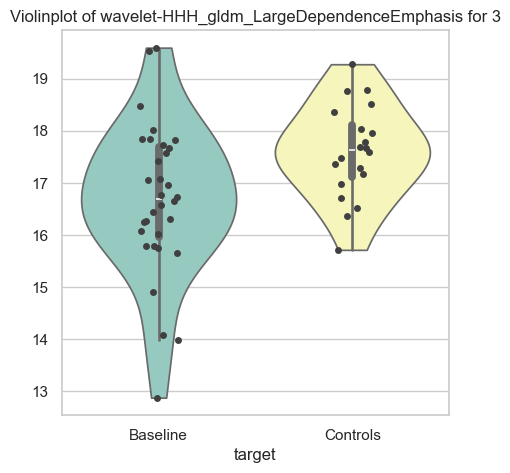 Violinplot of wavelet-HHH_gldm_LargeDependenceEmphasis for 3
19
18
17
16
15
14
13
Baseline Controls
target